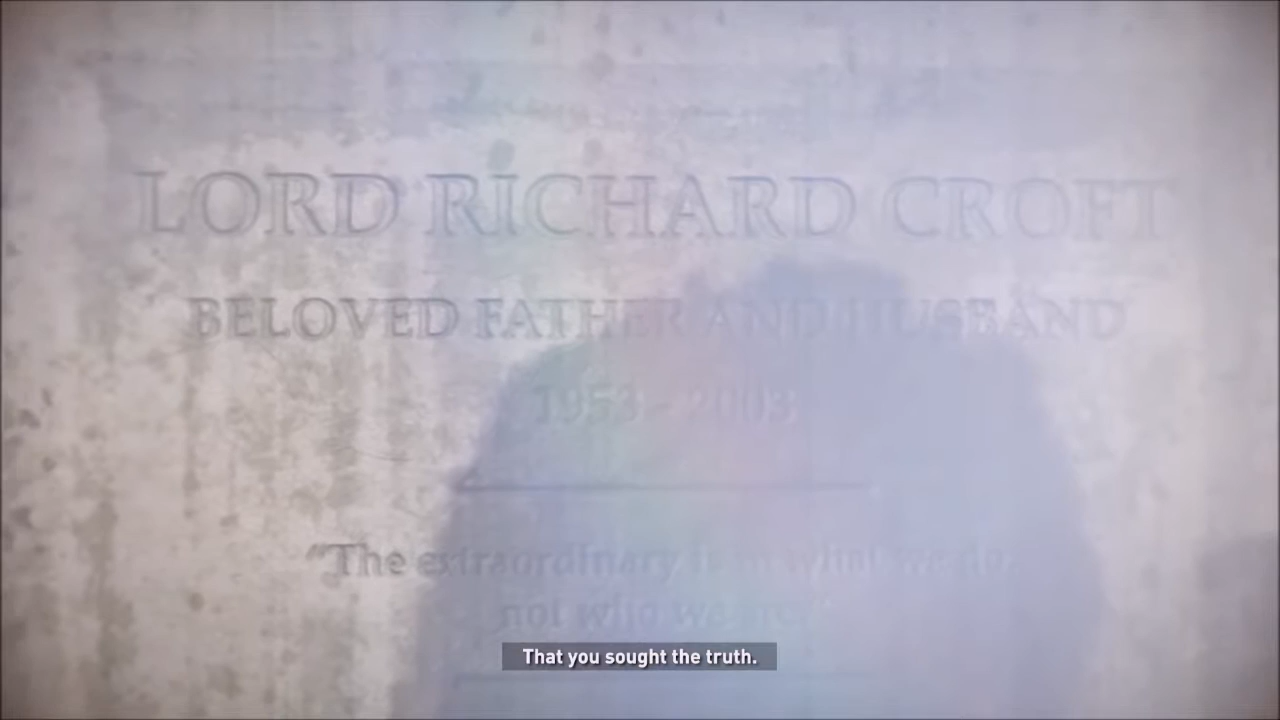 LORD RICHARD CROFT
BELOVED FATHER AND HUSBAND
1953 - 2003
"The extraordinary is in what we do,
not who we are."
That you sought the truth.